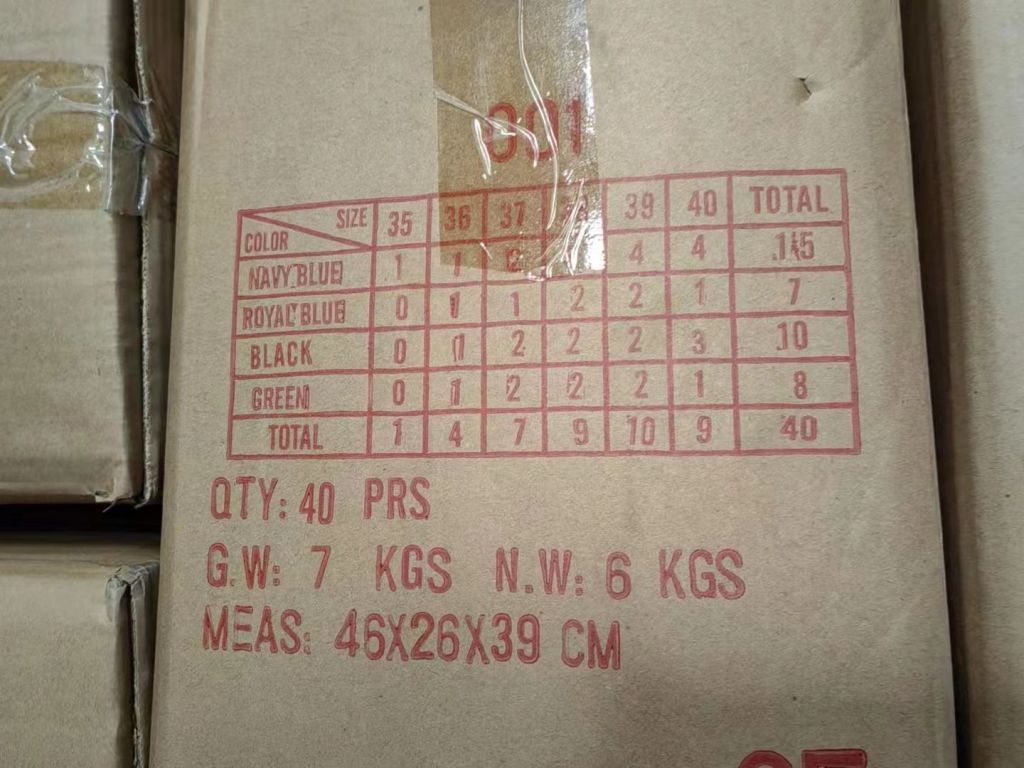 001
SIZE 35 36 37 39 40 TOTAL
COLOR
NAVY BLUE 1 1 2 4 4 15
ROYAL BLUE 0 1 1 2 2 1 7
BLACK 0 1 2 2 2 3 10
GREEN 0 1 2 2 2 1 8
TOTAL 1 4 7 9 10 9 40
QTY: 40 PRS
G.W: 7 KGS N.W: 6 KGS
MEAS: 46X26X39 CM